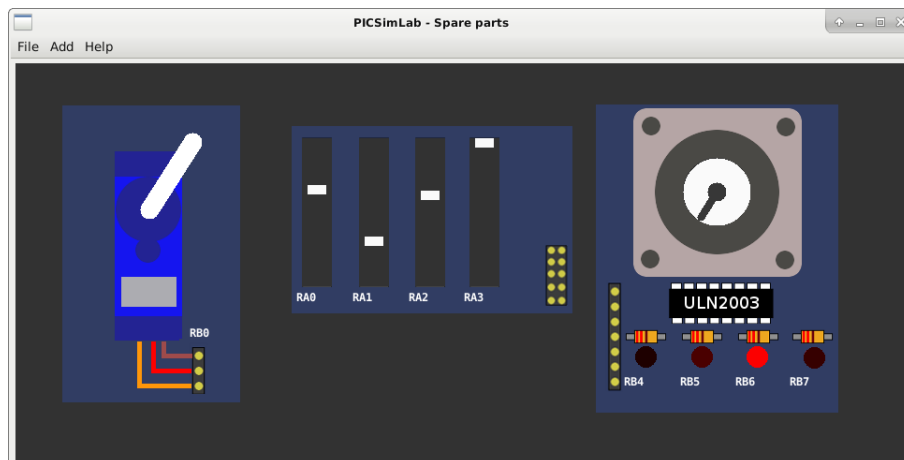 PICSimLab - Spare parts
File Add Help
RB0
RA0 RA1 RA2 RA3
ULN2003
RB4 RB5 RB6 RB7